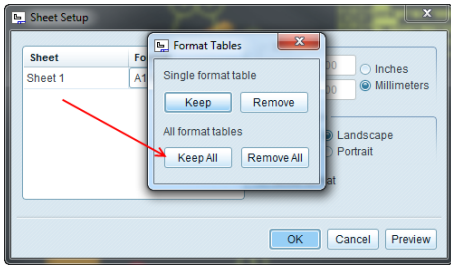 Sheet Setup
Format Tables
Sheet
Fo
Sheet 1
A1
Single format table
Keep
Remove
All format tables
Keep All
Remove All
Inches
Millimeters
Landscape
Portrait
at
OK
Cancel
Preview